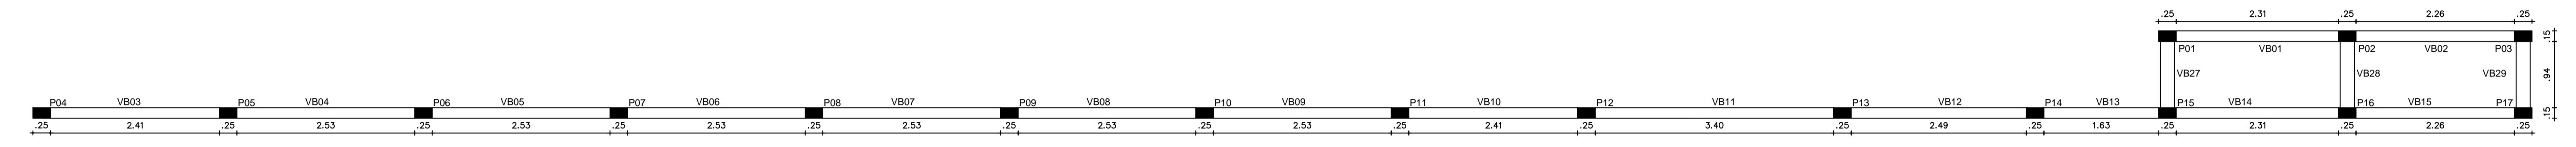 .25 2.31 .25 2.26 .25
.15
P01 VB01 P02 VB02 P03
VB27 VB28 VB29 .94
P04 VB03 P05 VB04 P06 VB05 P07 VB06 P08 VB07 P09 VB08 P10 VB09 P11 VB10 P12 VB11 P13 VB12 P14 VB13 P15 VB14 P16 VB15 P17
.15
.25 2.41 .25 2.53 .25 2.53 .25 2.53 .25 2.53 .25 2.53 .25 2.53 .25 2.41 .25 3.40 .25 2.49 .25 1.63 .25 2.31 .25 2.26 .25